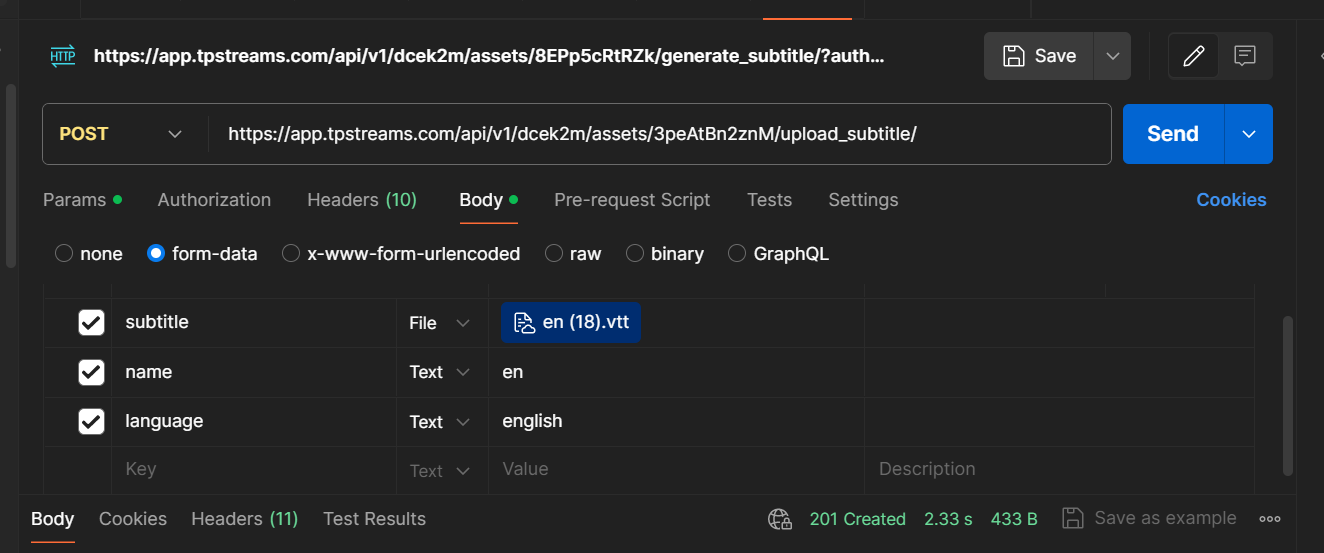 HTTP https://app.tpstreams.com/api/v1/dcek2m/assets/8EPp5cRtRZk/generate_subtitle/?auth... Save
POST https://app.tpstreams.com/api/v1/dcek2m/assets/3peAtBn2znM/upload_subtitle/ Send
Params Authorization Headers (10) Body Pre-request Script Tests Settings Cookies
none form-data x-www-form-urlencoded raw binary GraphQL
subtitle File en (18).vtt
name Text en
language Text english
Key Text Value Description
Body Cookies Headers (11) Test Results 201 Created 2.33 s 433 B Save as example